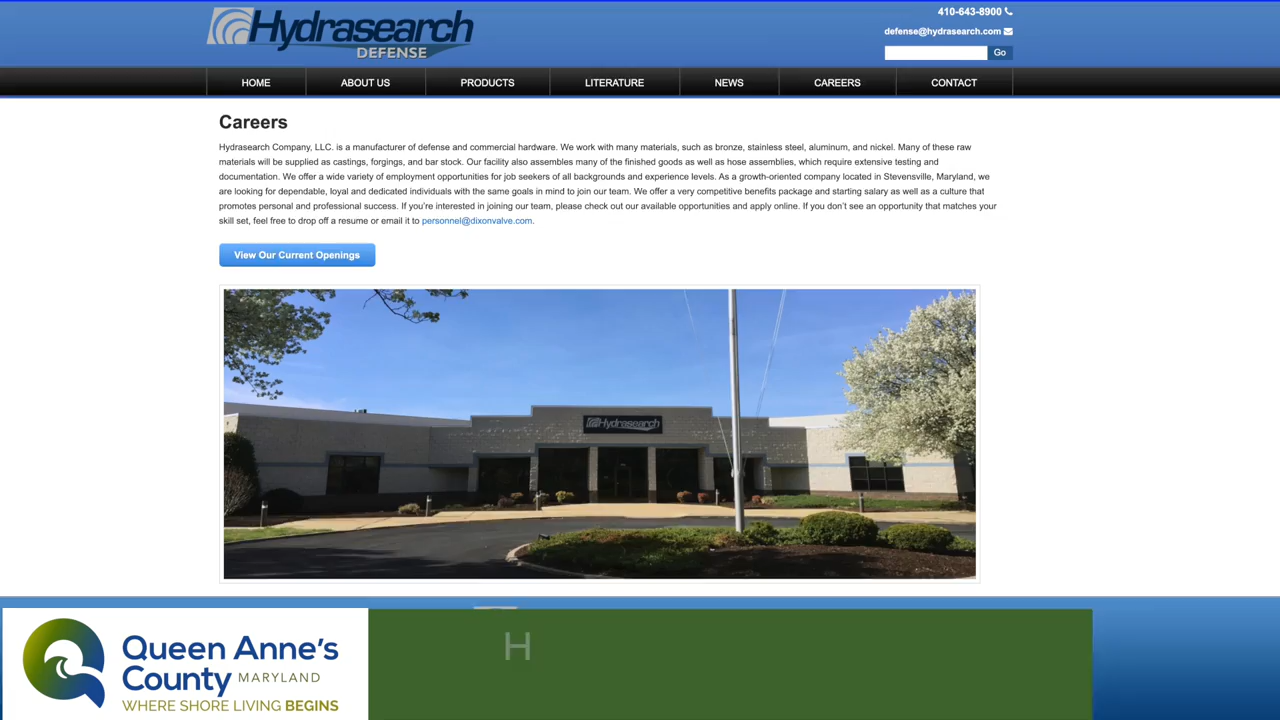 Hydrasearch
DEFENSE
410-643-8900
defense@hydrasearch.com
Go
HOME
ABOUT US
PRODUCTS
LITERATURE
NEWS
CAREERS
CONTACT
Careers
Hydrasearch Company, LLC. is a manufacturer of defense and commercial hardware. We work with many materials, such as bronze, stainless steel, aluminum, and nickel. Many of these raw
materials will be supplied as castings, forgings, and bar stock. Our facility also assembles many of the finished goods as well as hose assemblies, which require extensive testing and
documentation. We offer a wide variety of employment opportunities for job seekers of all backgrounds and experience levels. As a growth-oriented company located in Stevensville, Maryland, we
are looking for dependable, loyal and dedicated individuals with the same goals in mind to join our team. We offer a very competitive benefits package and starting salary as well as a culture that
promotes personal and professional success. If you're interested in joining our team, please check out our available opportunities and apply online. If you don't see an opportunity that matches your
skill set, feel free to drop off a resume or email it to personnel@dixonvalve.com.
View Our Current Openings
Hydrasearch
Queen Anne's
County MARYLAND
WHERE SHORE LIVING BEGINS
H